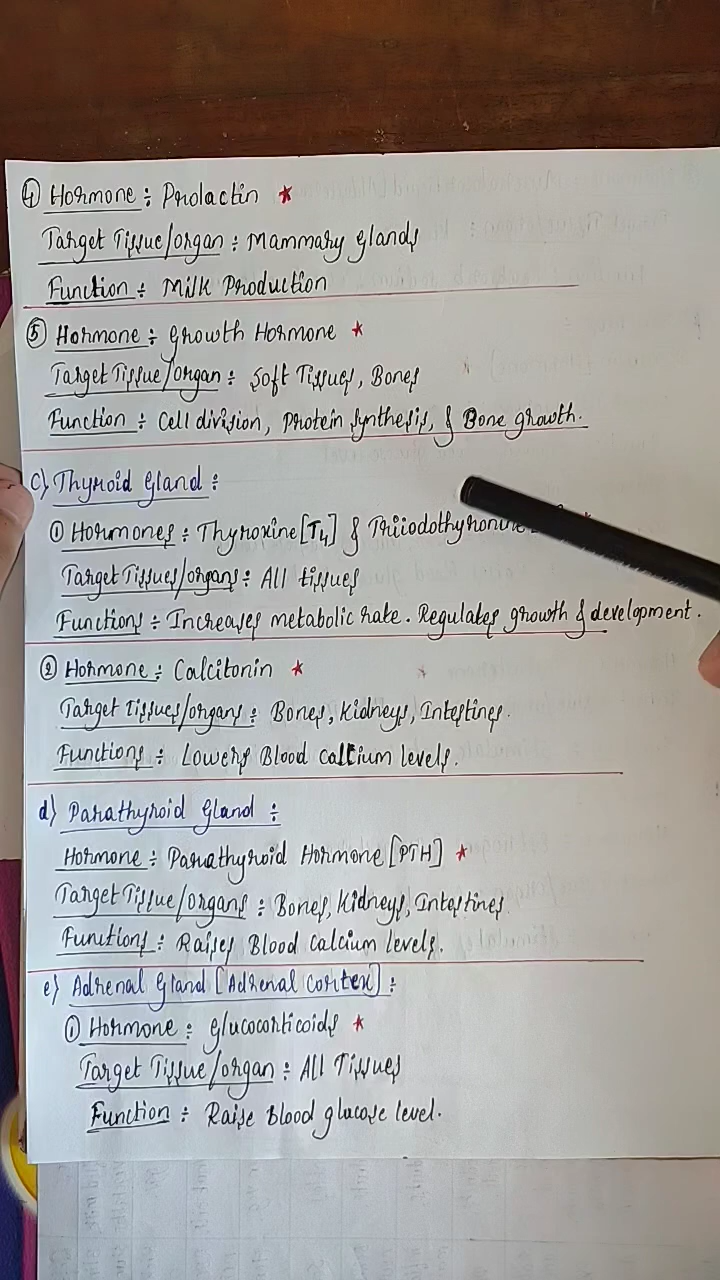 ④ Hormone : Prolactin *
Target Tissue/organ : Mammary glands
Function : Milk Production
⑤ Hormone : Growth Hormone *
Target Tissue/organ : Soft Tissues, Bones
Function : Cell division, Protein synthesis, & Bone growth.
c) Thyroid Gland :
① Hormones : Thyroxine [T4] & Triiodothyronine
Target Tissues/organs : All tissues
Functions : Increases metabolic rate. Regulates growth & development.
② Hormone : Calcitonin *
Target tissues/organs : Bones, Kidneys, Intestines.
Functions : Lowers Blood calcium levels.
d) Parathyroid Gland :
Hormone : Parathyroid Hormone [PTH] *
Target Tissue/organs : Bones, Kidneys, Intestines
Functions : Raises Blood calcium levels.
e) Adrenal Gland [Adrenal cortex] :
① Hormone : Glucocorticoids *
Target Tissue/organ : All Tissues
Function : Raise Blood glucose level.